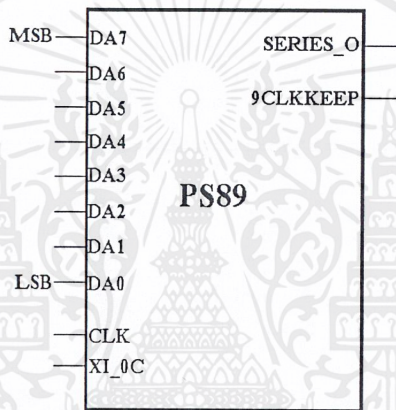 MSB DA7 SERIES_O
DA6
9CLKKEEP
DA5
DA4
DA3
PS89
DA2
DA1
LSB DA0
CLK
XI_0C